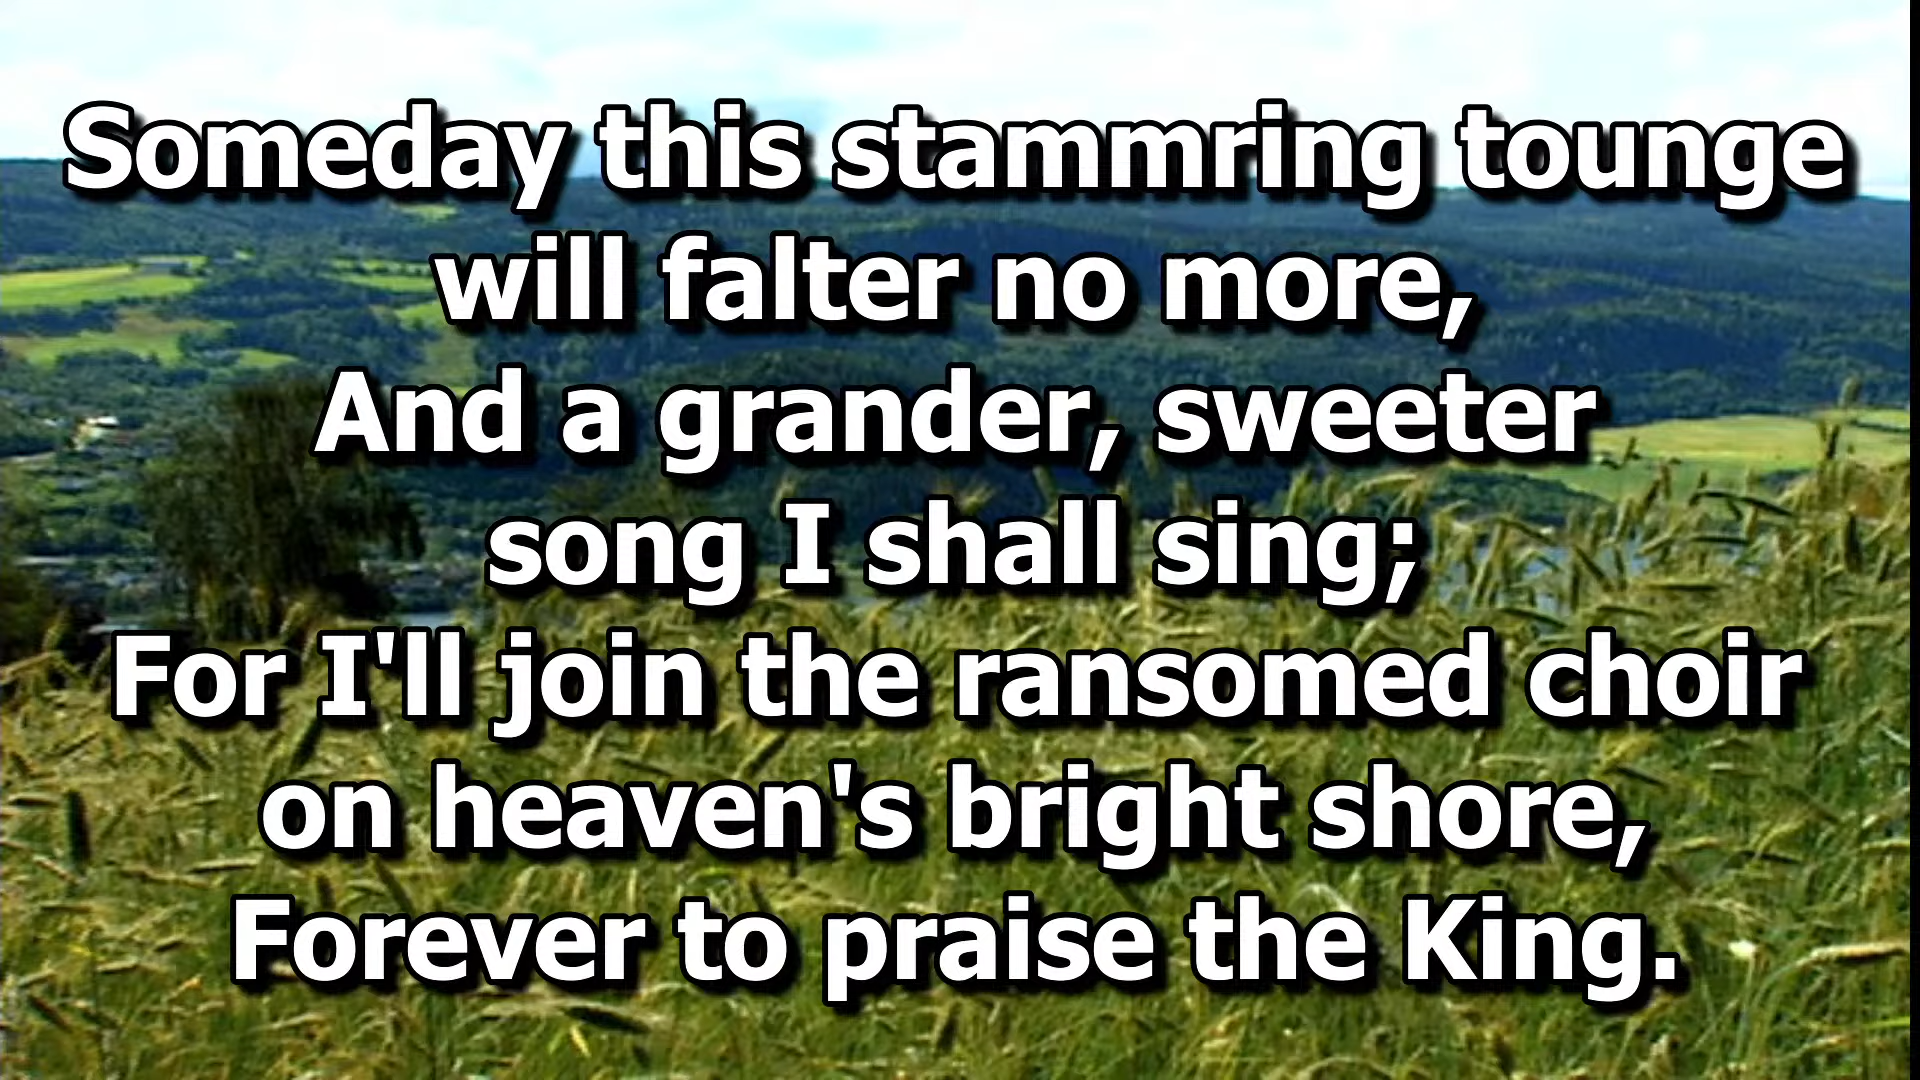 Someday this stammring tounge
will falter no more,
And a grander, sweeter
song I shall sing;
For I'll join the ransomed choir
on heaven's bright shore,
Forever to praise the King.